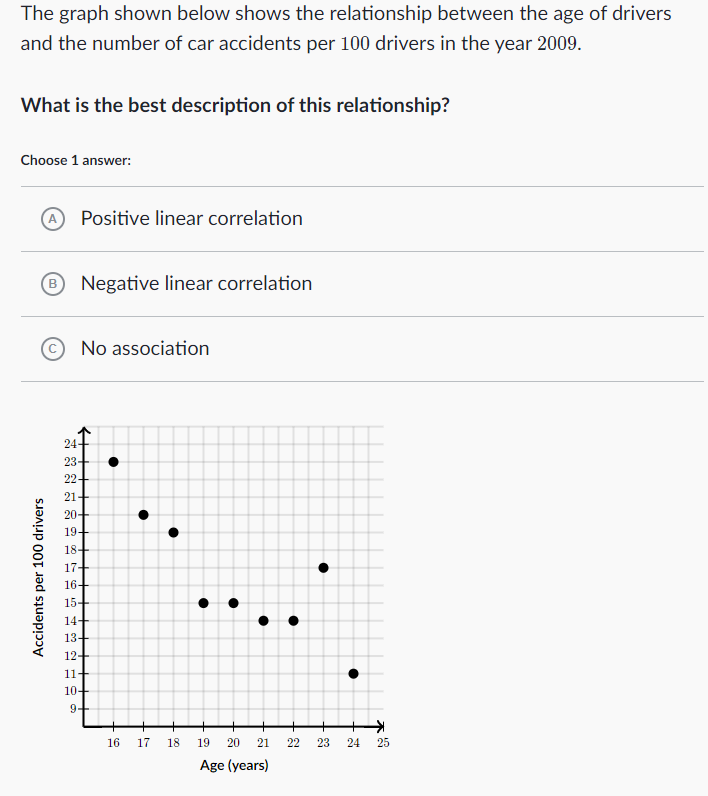 The graph shown below shows the relationship between the age of drivers
and the number of car accidents per 100 drivers in the year 2009.
What is the best description of this relationship?
Choose 1 answer:
A Positive linear correlation
B Negative linear correlation
C No association
Accidents per 100 drivers
24
23
22
21
20
19
18
17
16
15
14
13
12
11
10
9
16 17 18 19 20 21 22 23 24 25
Age (years)